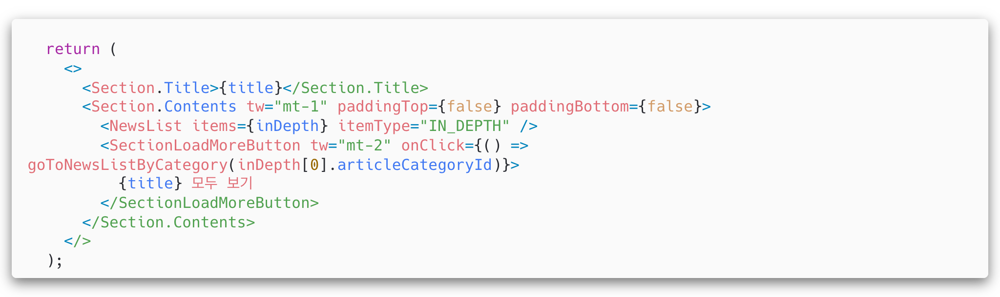 return (
<>
<Section.Title>{title}</Section.Title>
<Section.Contents tw="mt-1" paddingTop={false} paddingBottom={false}>
<NewsList items={inDepth} itemType="IN_DEPTH" />
<SectionLoadMoreButton tw="mt-2" onClick={() =>
goToNewsListByCategory(inDepth[0].articleCategoryId)}>
{title} 모두 보기
</SectionLoadMoreButton>
</Section.Contents>
</>
);